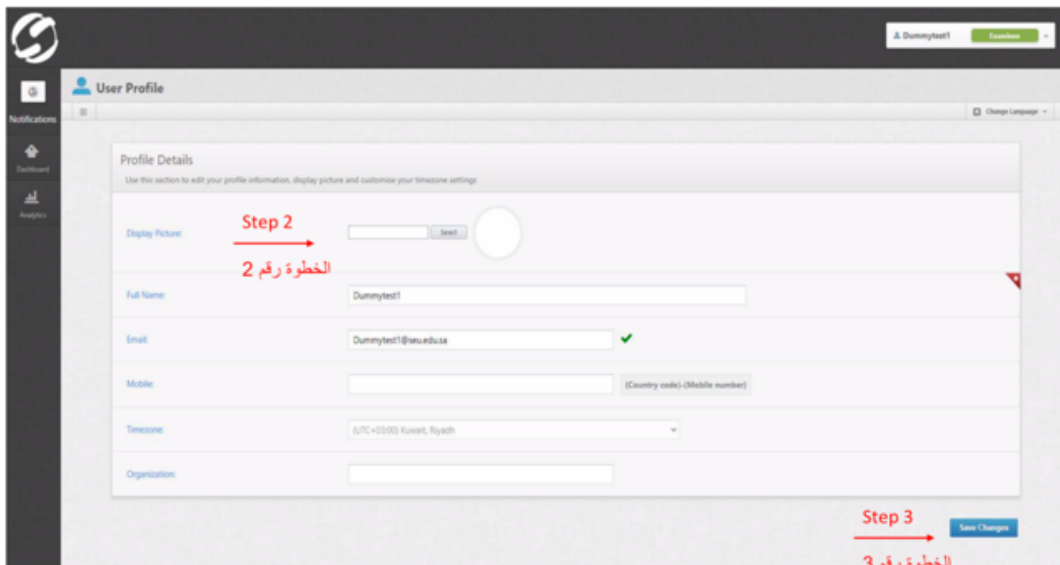 Dummytest1
Examinee
Notifications
User Profile
Change Language
Dashboard
Profile Details
Use this section to edit your profile information, display picture and customise your timezone settings
Analytics
Step 2
Display Picture:
Select
الخطوة رقم 2
Full Name:
Dummytest1
Email:
Dummytest1@seu.edu.sa
Mobile:
(Country code)-(Mobile number)
Timezone:
(UTC+03:00) Kuwait, Riyadh
Organization:
Step 3
Save Changes
الخطوة رقم 3